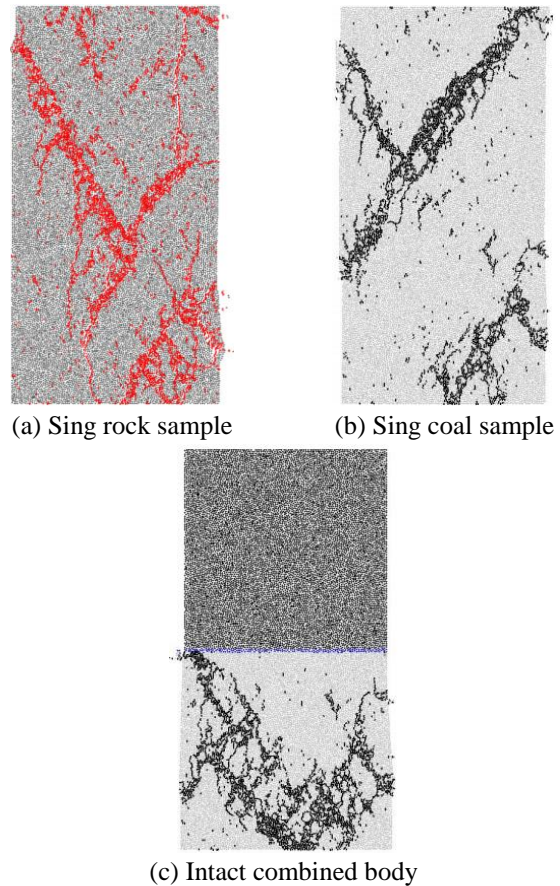 (a) Sing rock sample
(b) Sing coal sample
(c) Intact combined body